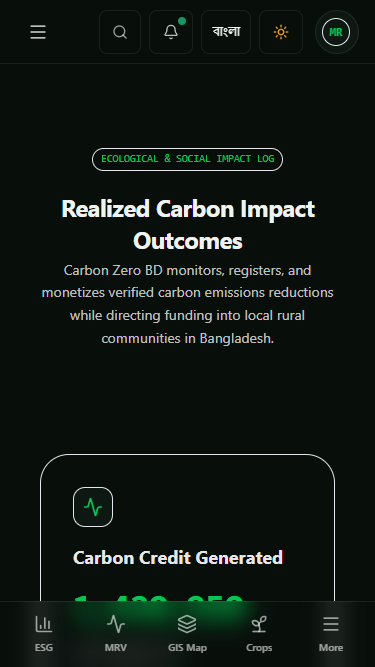 বাংলা
MR
ECOLOGICAL & SOCIAL IMPACT LOG
Realized Carbon Impact
Outcomes
Carbon Zero BD monitors, registers, and
monetizes verified carbon emissions reductions
while directing funding into local rural
communities in Bangladesh.
Carbon Credit Generated
ESG
MRV
GIS Map
Crops
More